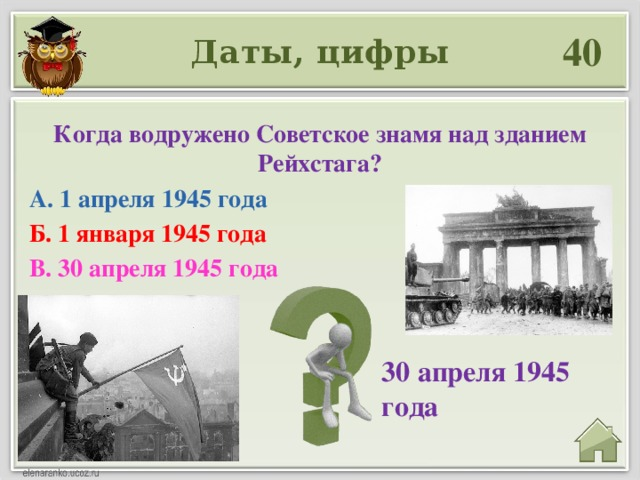 Даты, цифры
40
Когда водружено Советское знамя над зданием
Рейхстага?
А. 1 апреля 1945 года
Б. 1 января 1945 года
В. 30 апреля 1945 года
30 апреля 1945
года
elenaranko.ucoz.ru